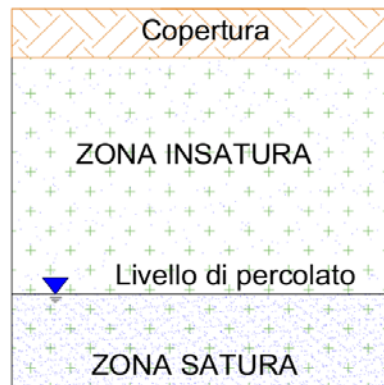 Copertura
ZONA INSATURA
Livello di percolato
ZONA SATURA